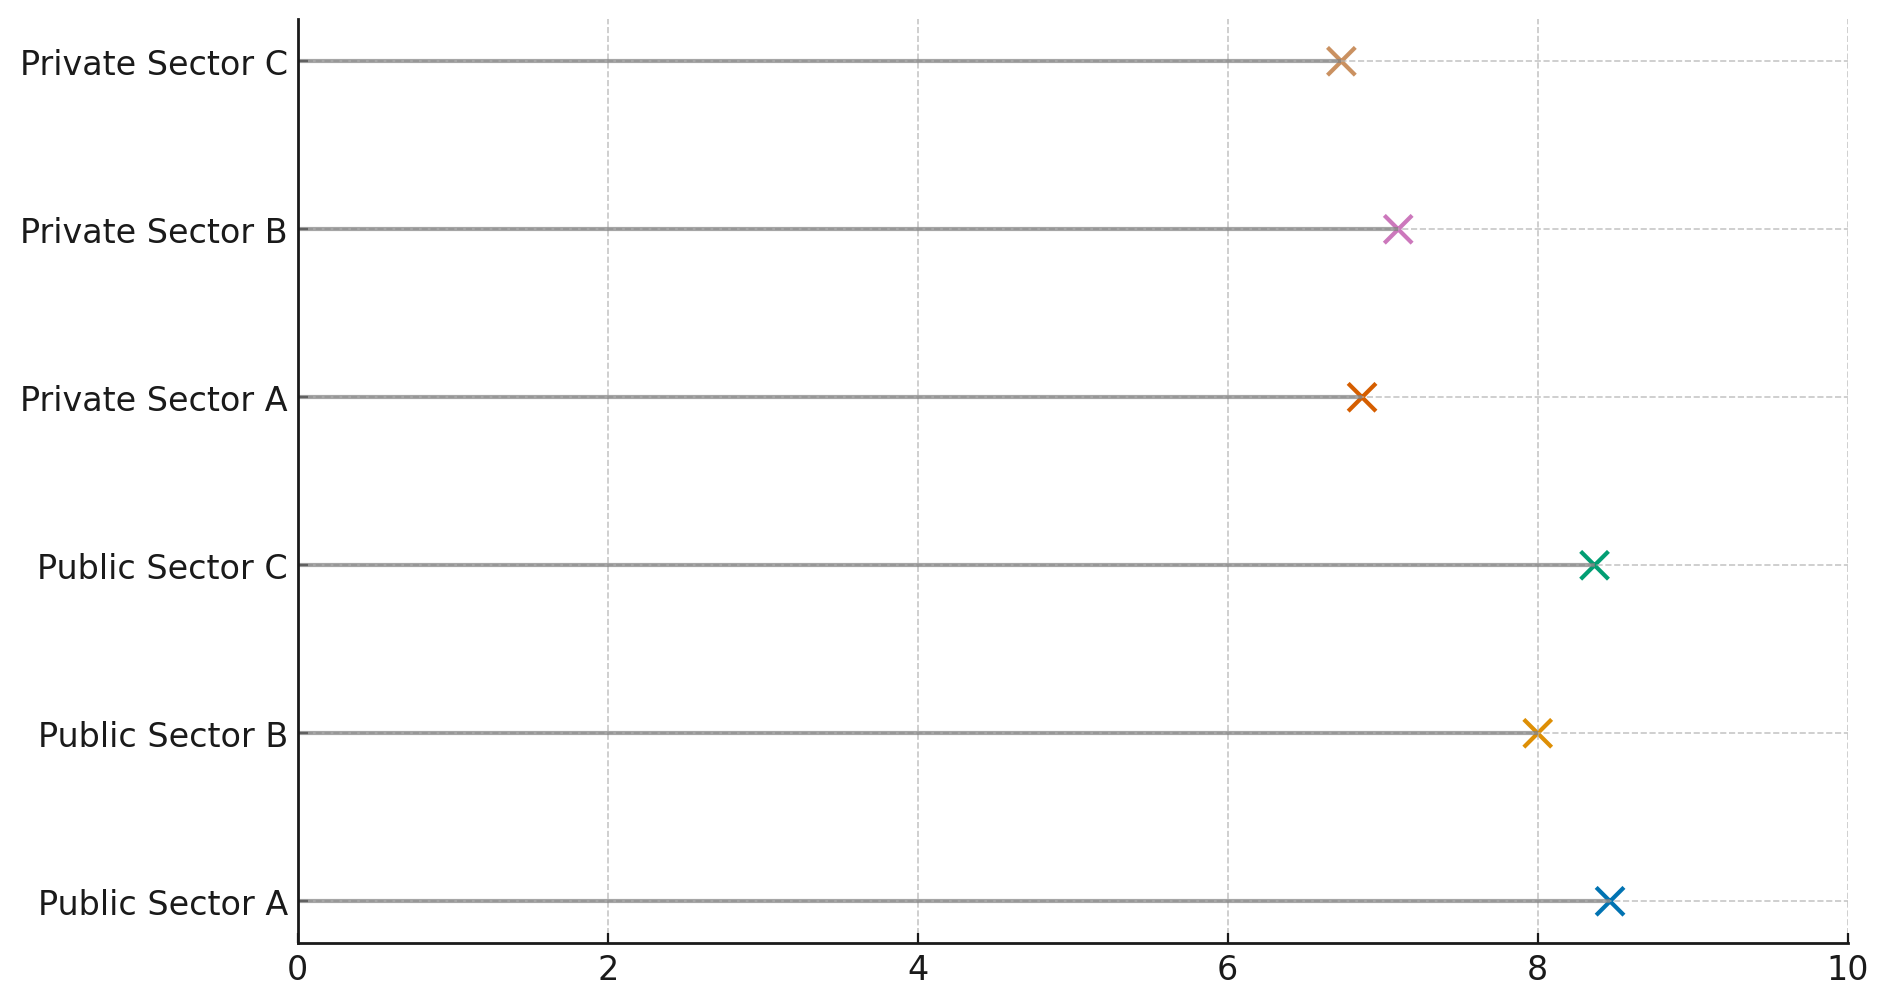 Private Sector C
Private Sector B
Private Sector A
Public Sector C
Public Sector B
Public Sector A
0 2 4 6 8 10